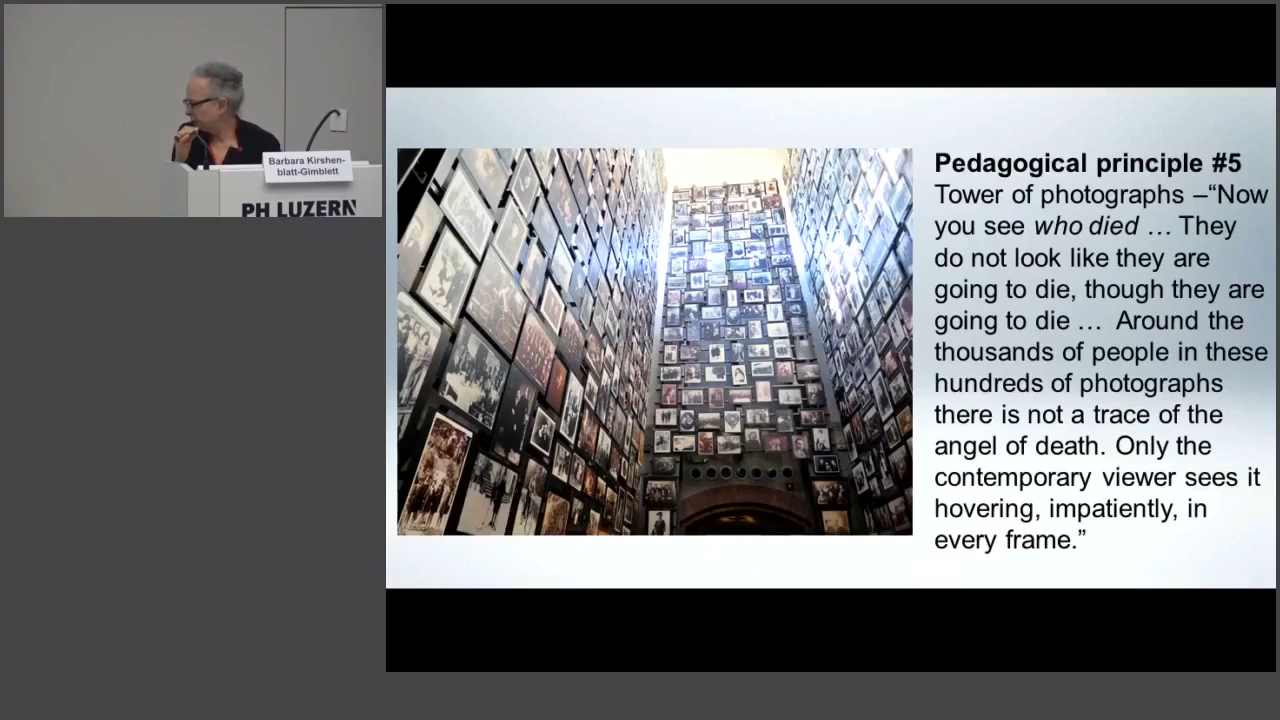 Barbara Kirshen-
blatt-Gimblett
PH LUZERN
Pedagogical principle #5
Tower of photographs –“Now
you see who died … They
do not look like they are
going to die, though they are
going to die … Around the
thousands of people in these
hundreds of photographs
there is not a trace of the
angel of death. Only the
contemporary viewer sees it
hovering, impatiently, in
every frame.”